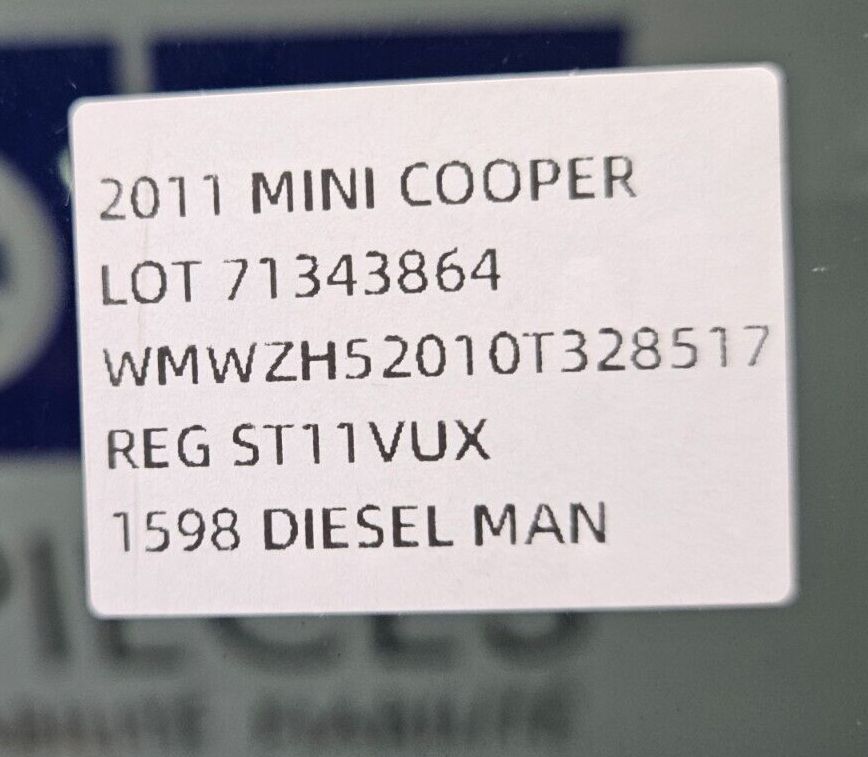 2011 MINI COOPER
LOT 71343864
WMWZH52010T328517
REG ST11VUX
1598 DIESEL MAN